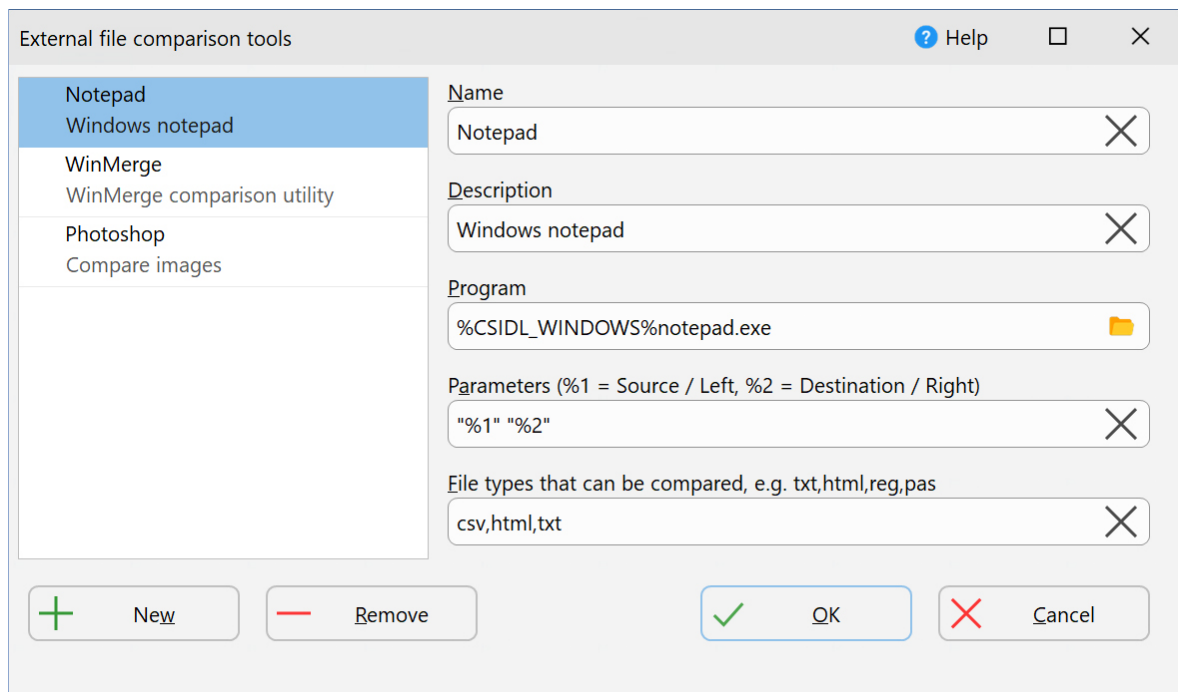 External file comparison tools
? Help
Notepad
Windows notepad
WinMerge
WinMerge comparison utility
Photoshop
Compare images
Name
Notepad
Description
Windows notepad
Program
%CSIDL_WINDOWS%notepad.exe
Parameters (%1 = Source / Left, %2 = Destination / Right)
"%1" "%2"
File types that can be compared, e.g. txt,html,reg,pas
csv,html,txt
New
Remove
OK
Cancel